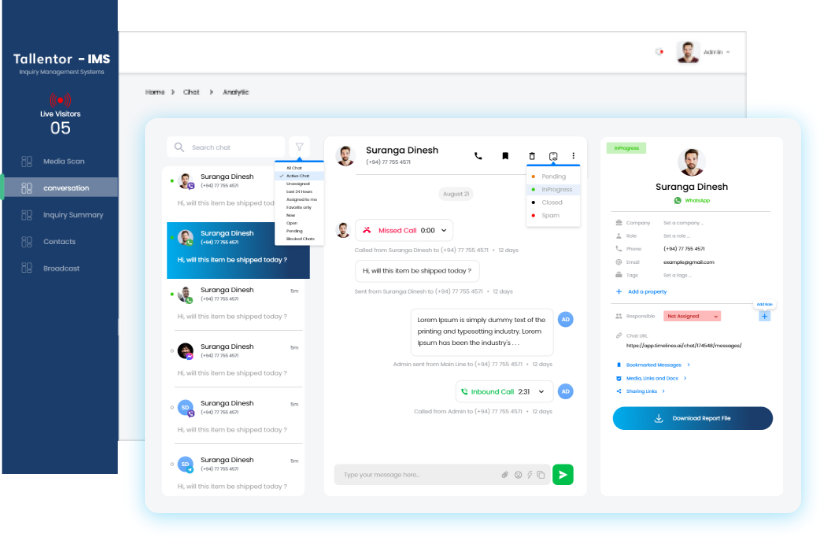 Tallentor - IMS
Inquiry Management Systems
Live Visitors
05
Media Scan
conversation
Inquiry Summary
Contacts
Broadcast
Admin
Home > Chat > Analytic
Search chat
All Chat
Active Chat
Unassigned
Last 24 hours
Assigned to me
Favorite only
New
Open
Pending
Blocked Chats
Suranga Dinesh
(+94) 77 755 4571
Hi, will this item be shipped tod
Suranga Dinesh
(+94) 77 755 4571
Hi, will this item be shipped today ?
Suranga Dinesh
5m
(+94) 77 755 4571
Hi, will this item be shipped today ?
Suranga Dinesh
5m
(+94) 77 755 4571
Hi, will this item be shipped today ?
SD
Suranga Dinesh
5m
(+94) 77 755 4571
Hi, will this item be shipped today ?
SD
Suranga Dinesh
5m
(+94) 77 755 4571
Hi, will this item be shipped today ?
Suranga Dinesh
(+94) 77 755 4571
Pending
InProgress
Closed
Spam
August 21
Missed Call 0:00
Called from Suranga Dinesh to (+94) 77 755 4571 • 12 days
Hi, will this item be shipped today ?
Sent from Suranga Dinesh to (+94) 77 755 4571 • 12 days
Lorem Ipsum is simply dummy text of the
printing and typesetting industry. Lorem
Ipsum has been the industry's . . .
AD
Admin sent from Main Line to (+94) 77 755 4571 • 12 days
Inbound Call 2:31
AD
Called from Admin to (+94) 77 755 4571 • 12 days
Type your message here...
InProgress
Suranga Dinesh
WhatsApp
Company Set a company ..
Role Set a role ..
Phone (+94) 77 755 4571
Email example@gmail.com
Tags Set a tags...
+ Add a property
Add New
Responsible Not Assigned +
Chat URL
https://app.timelines.ai/chat/174548/messages/
Bookmarked Messages >
Media, Links and Docs >
Sharing Links >
Download Report File